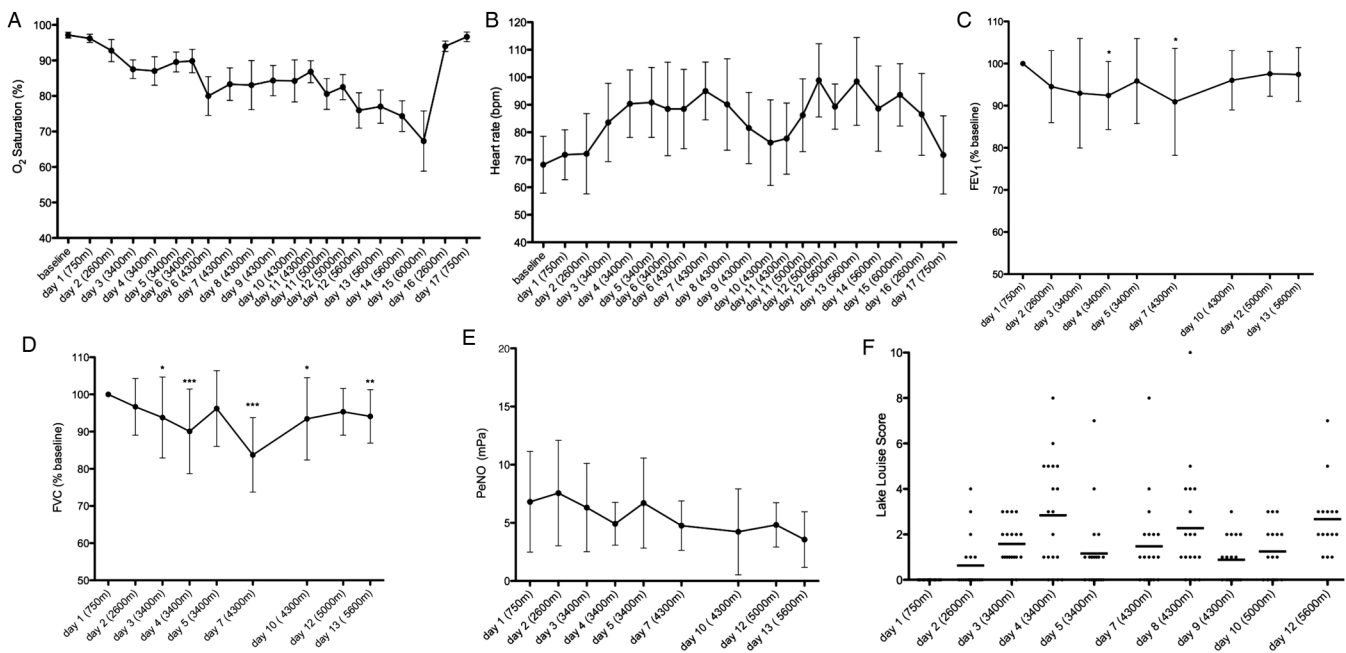 A
O2 Saturation (%)
100
90
80
70
60
50
40
baseline
day 1 (750m)
day 2 (2600m)
day 3 (3400m)
day 4 (3400m)
day 5 (3400m)
day 6 (3400m)
day 6 (4300m)
day 7 (4300m)
day 8 (4300m)
day 9 (4300m)
day 10 (4300m)
day 11 (4300m)
day 11 (5000m)
day 12 (5000m)
day 12 (5600m)
day 13 (5600m)
day 14 (5600m)
day 15 (6000m)
day 16 (2600m)
day 17 (750m)
B
Heart rate (bpm)
120
110
100
90
80
70
60
50
40
baseline
day 1 (750m)
day 2 (2600m)
day 3 (3400m)
day 4 (3400m)
day 5 (3400m)
day 6 (3400m)
day 6 (4300m)
day 7 (4300m)
day 8 (4300m)
day 9 (4300m)
day 10 (4300m)
day 11 (4300m)
day 11 (5000m)
day 12 (5000m)
day 12 (5600m)
day 13 (5600m)
day 14 (5600m)
day 15 (6000m)
day 16 (2600m)
day 17 (750m)
C
FEV1 (% baseline)
110
100
90
80
70
60
50
*
*
day 1 (750m)
day 2 (2600m)
day 3 (3400m)
day 4 (3400m)
day 5 (3400m)
day 7 (4300m)
day 10 ( 4300m)
day 12 (5000m)
day 13 ( 5600m)
D
FVC (% baseline)
110
100
90
80
70
60
50
*
***
***
*
**
day 1 (750m)
day 2 (2600m)
day 3 (3400m)
day 4 (3400m)
day 5 (3400m)
day 7 (4300m)
day 10 ( 4300m)
day 12 (5000m)
day 13 ( 5600m)
E
PeNO (mPa)
20
15
10
5
0
day 1 (750m)
day 2 (2600m)
day 3 (3400m)
day 4 (3400m)
day 5 (3400m)
day 7 (4300m)
day 10 ( 4300m)
day 12 (5000m)
day 13 ( 5600m)
F
Lake Louise Score
10
8
6
4
2
0
day 1 (750m)
day 2 (2600m)
day 3 (3400m)
day 4 (3400m)
day 5 (3400m)
day 7 (4300m)
day 8 (4300m)
day 9 (4300m)
day 10 (5000m)
day 12 (5600m)